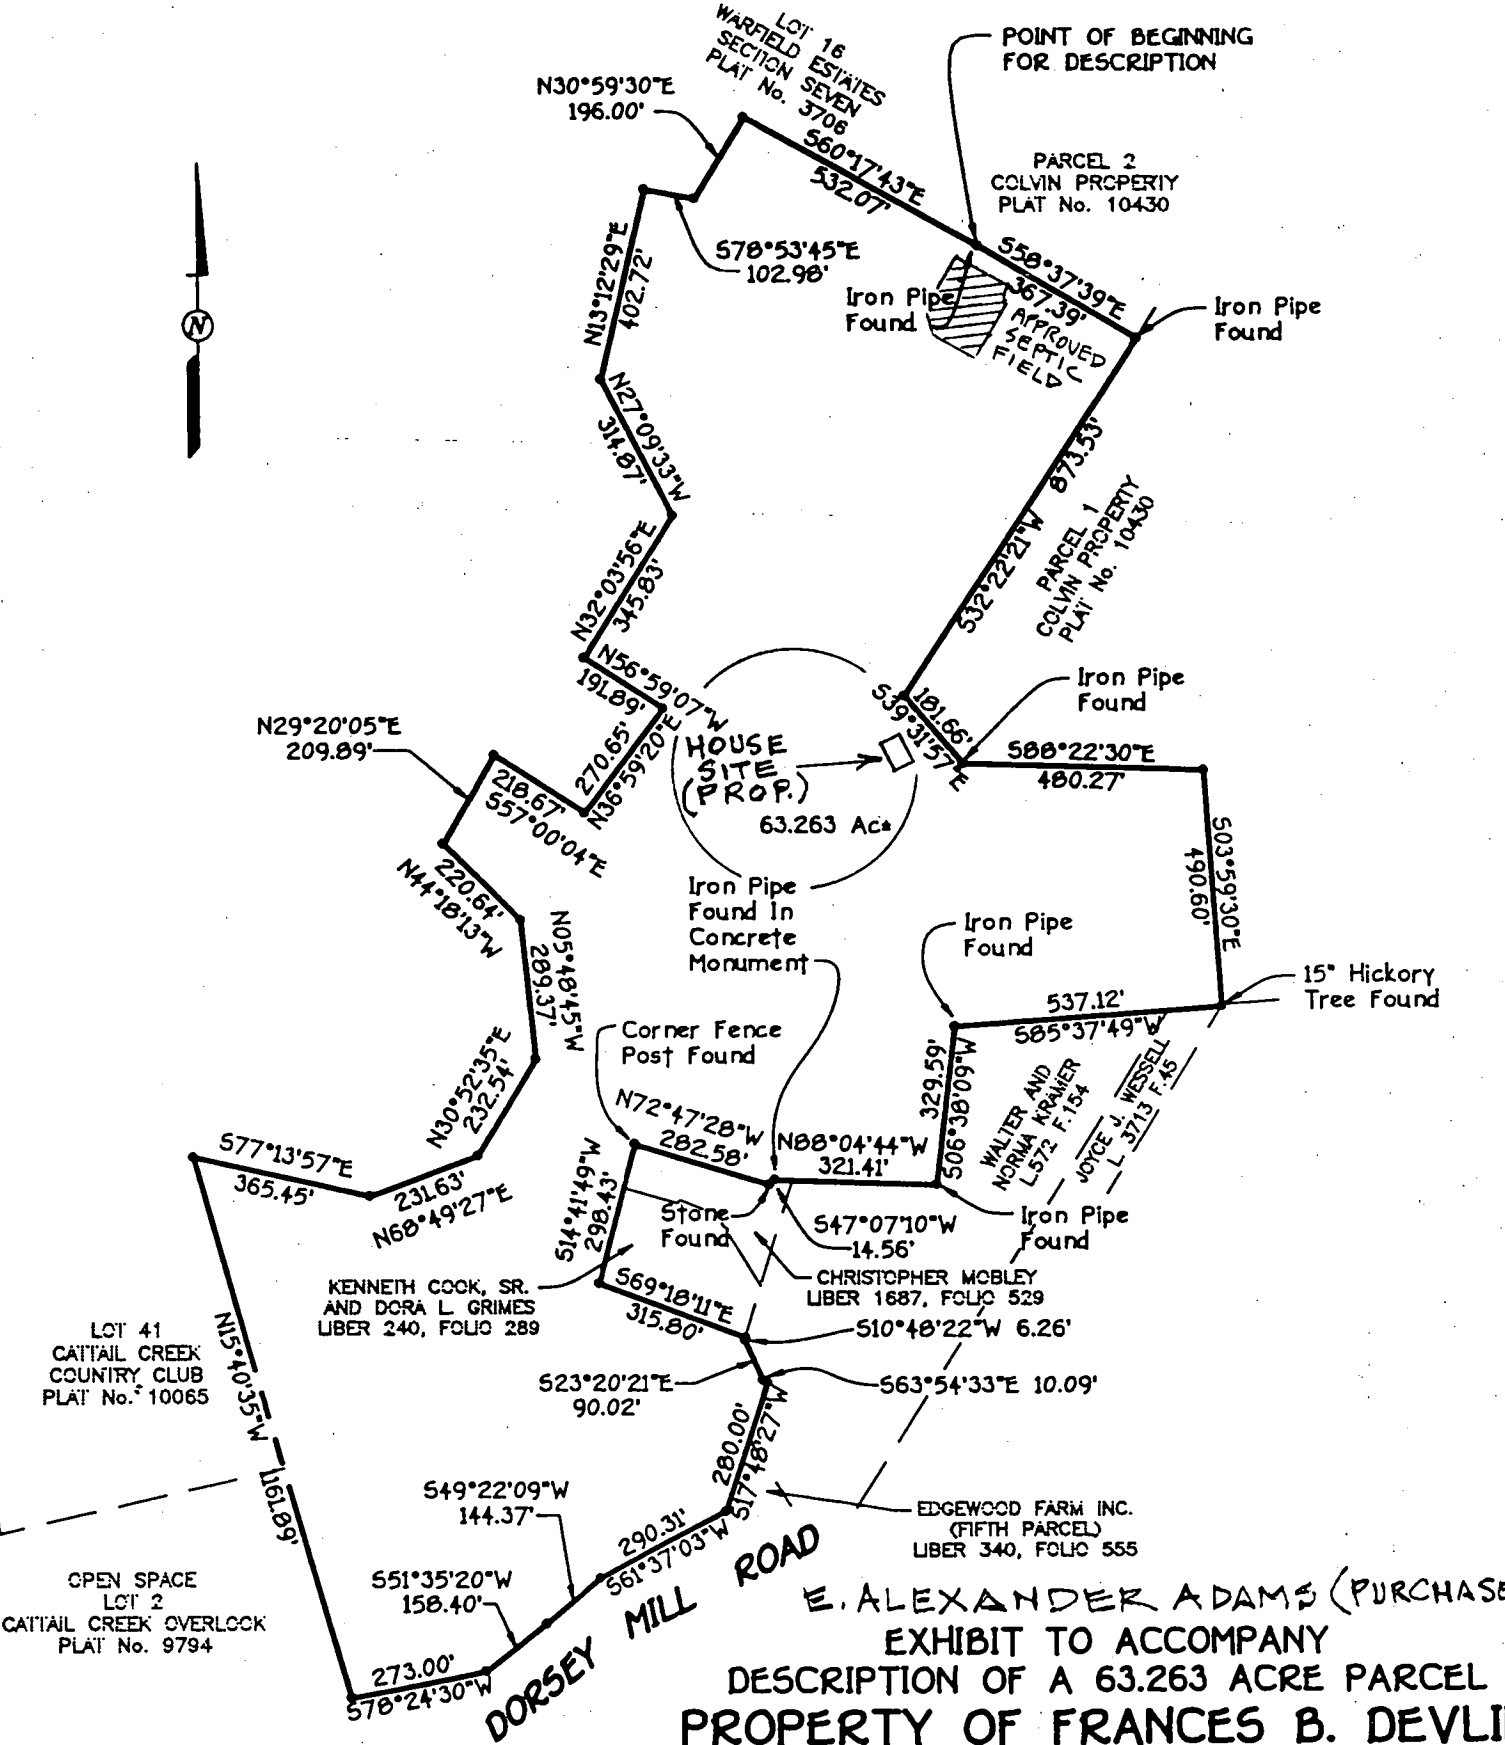 LOT 16
WARFIELD ESTATES
SECTION SEVEN
PLAT No. 3706
POINT OF BEGINNING
FOR DESCRIPTION
N30°59'30"E
196.00'
S60°17'43"E
532.07'
PARCEL 2
COLVIN PROPERTY
PLAT No. 10430
S78°53'45"E
102.98'
N13°12'29"E
402.72'
S58°37'39"E
367.39'
Iron Pipe
Found
Iron Pipe
Found
APPROVED
SEPTIC
FIELD
N
N27°09'33"W
314.87'
S32°22'21"W 873.53'
PARCEL 1
COLVIN PROPERTY
PLAT No. 10430
N32°03'56"E
345.83'
N56°59'07"W
191.89'
Iron Pipe
Found
181.66'
S39°31'57"E
N29°20'05"E
209.89'
270.65'
N36°59'20"E
HOUSE
SITE
(PROP.)
63.263 Ac±
S88°22'30"E
480.27'
218.67'
S57°00'04"E
S03°59'30"E
490.60'
220.64'
N44°18'13"W
Iron Pipe
Found In
Concrete
Monument
Iron Pipe
Found
N05°48'45"W
289.37'
15" Hickory
Tree Found
537.12'
S85°37'49"W
Corner Fence
Post Found
N30°52'35"E
232.54'
329.59'
S06°38'09"W
WALTER AND
NORMA KRAMER
L.572 F.154
JOYCE J. WESSELL
L. 3713 F.45
N72°47'28"W
282.58'
N88°04'44"W
321.41'
S77°13'57"E
365.45'
231.63'
N68°49'27"E
S14°41'49"W
298.43'
Stone
Found
S47°07'10"W
14.56'
Iron Pipe
Found
KENNETH COOK, SR.
AND DORA L. GRIMES
LIBER 240, FOLIO 289
CHRISTOPHER MOBLEY
LIBER 1687, FOLIO 529
S69°18'11"E
315.80'
S10°48'22"W 6.26'
LOT 41
CATTAIL CREEK
COUNTRY CLUB
PLAT No. 10065
N15°40'35"W 1161.89'
S23°20'21"E
90.02'
S63°54'33"E 10.09'
280.00'
S17°48'27"W
S49°22'09"W
144.37'
290.31'
S61°37'03"W
EDGEWOOD FARM INC.
(FIFTH PARCEL)
LIBER 340, FOLIO 555
S51°35'20"W
158.40'
OPEN SPACE
LOT 2
CATTAIL CREEK OVERLOOK
PLAT No. 9794
273.00'
S78°24'30"W
DORSEY MILL ROAD
E. ALEXANDER ADAMS (PURCHASE
EXHIBIT TO ACCOMPANY
DESCRIPTION OF A 63.263 ACRE PARCEL
PROPERTY OF FRANCES B. DEVLI